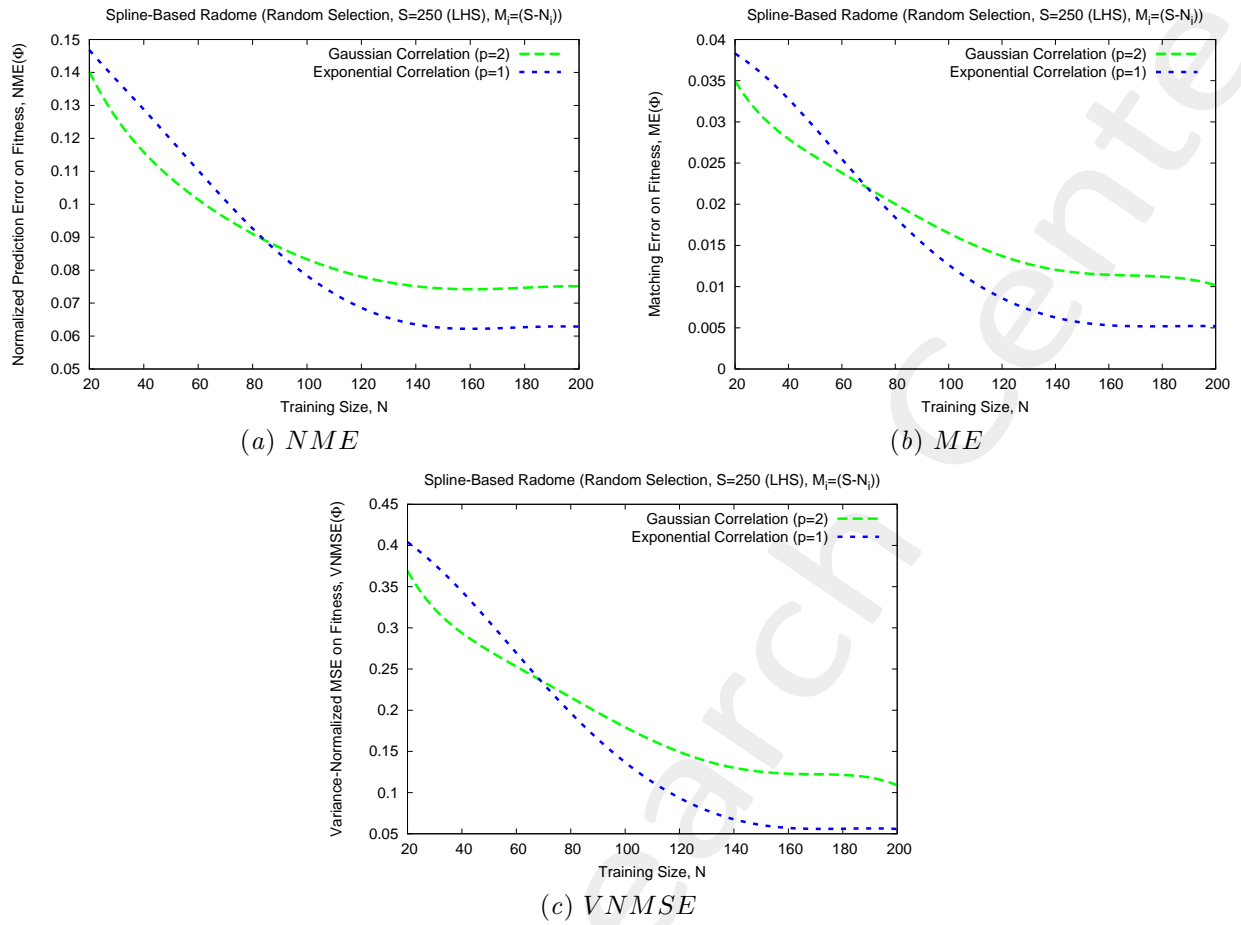 Spline-Based Radome (Random Selection, S=250 (LHS), Mi=(S-Ni))
Normalized Prediction Error on Fitness, NME(Φ)
0.15
0.14
0.13
0.12
0.11
0.1
0.09
0.08
0.07
0.06
0.05
Gaussian Correlation (p=2)
Exponential Correlation (p=1)
20 40 60 80 100 120 140 160 180 200
Training Size, N
(a) NME
Spline-Based Radome (Random Selection, S=250 (LHS), Mi=(S-Ni))
Matching Error on Fitness, ME(Φ)
0.04
0.035
0.03
0.025
0.02
0.015
0.01
0.005
0
Gaussian Correlation (p=2)
Exponential Correlation (p=1)
20 40 60 80 100 120 140 160 180 200
Training Size, N
(b) ME
Spline-Based Radome (Random Selection, S=250 (LHS), Mi=(S-Ni))
Variance-Normalized MSE on Fitness, VNMSE(Φ)
0.45
0.4
0.35
0.3
0.25
0.2
0.15
0.1
0.05
Gaussian Correlation (p=2)
Exponential Correlation (p=1)
20 40 60 80 100 120 140 160 180 200
Training Size, N
(c) VNMSE